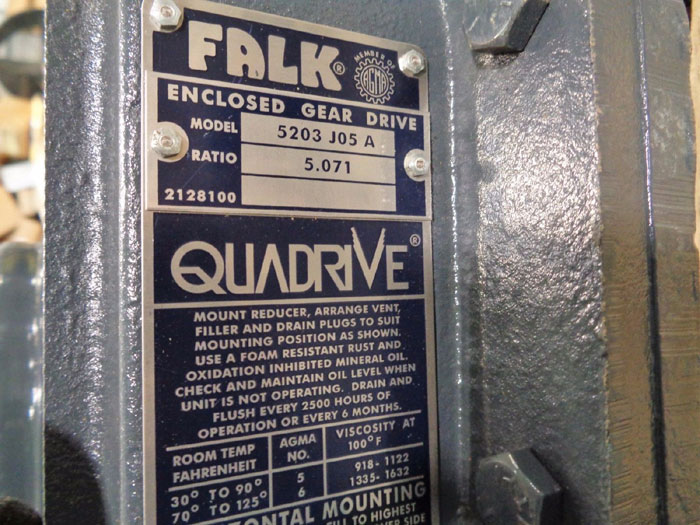 FALK®
MEMBER OF
AGMA
ENCLOSED GEAR DRIVE
MODEL 5203 J05 A
RATIO 5.071
2128100
QUADRIVE®
MOUNT REDUCER, ARRANGE VENT,
FILLER AND DRAIN PLUGS TO SUIT
MOUNTING POSITION AS SHOWN.
USE A FOAM RESISTANT RUST AND
OXIDATION INHIBITED MINERAL OIL.
CHECK AND MAINTAIN OIL LEVEL WHEN
UNIT IS NOT OPERATING. DRAIN AND
FLUSH EVERY 2500 HOURS OF
OPERATION OR EVERY 6 MONTHS.
ROOM TEMP FAHRENHEIT AGMA NO. VISCOSITY AT 100°F
30° TO 90° 5 918 - 1122
70° TO 125° 6 1335 - 1632
MOUNTING
TO HIGHEST
SIDE